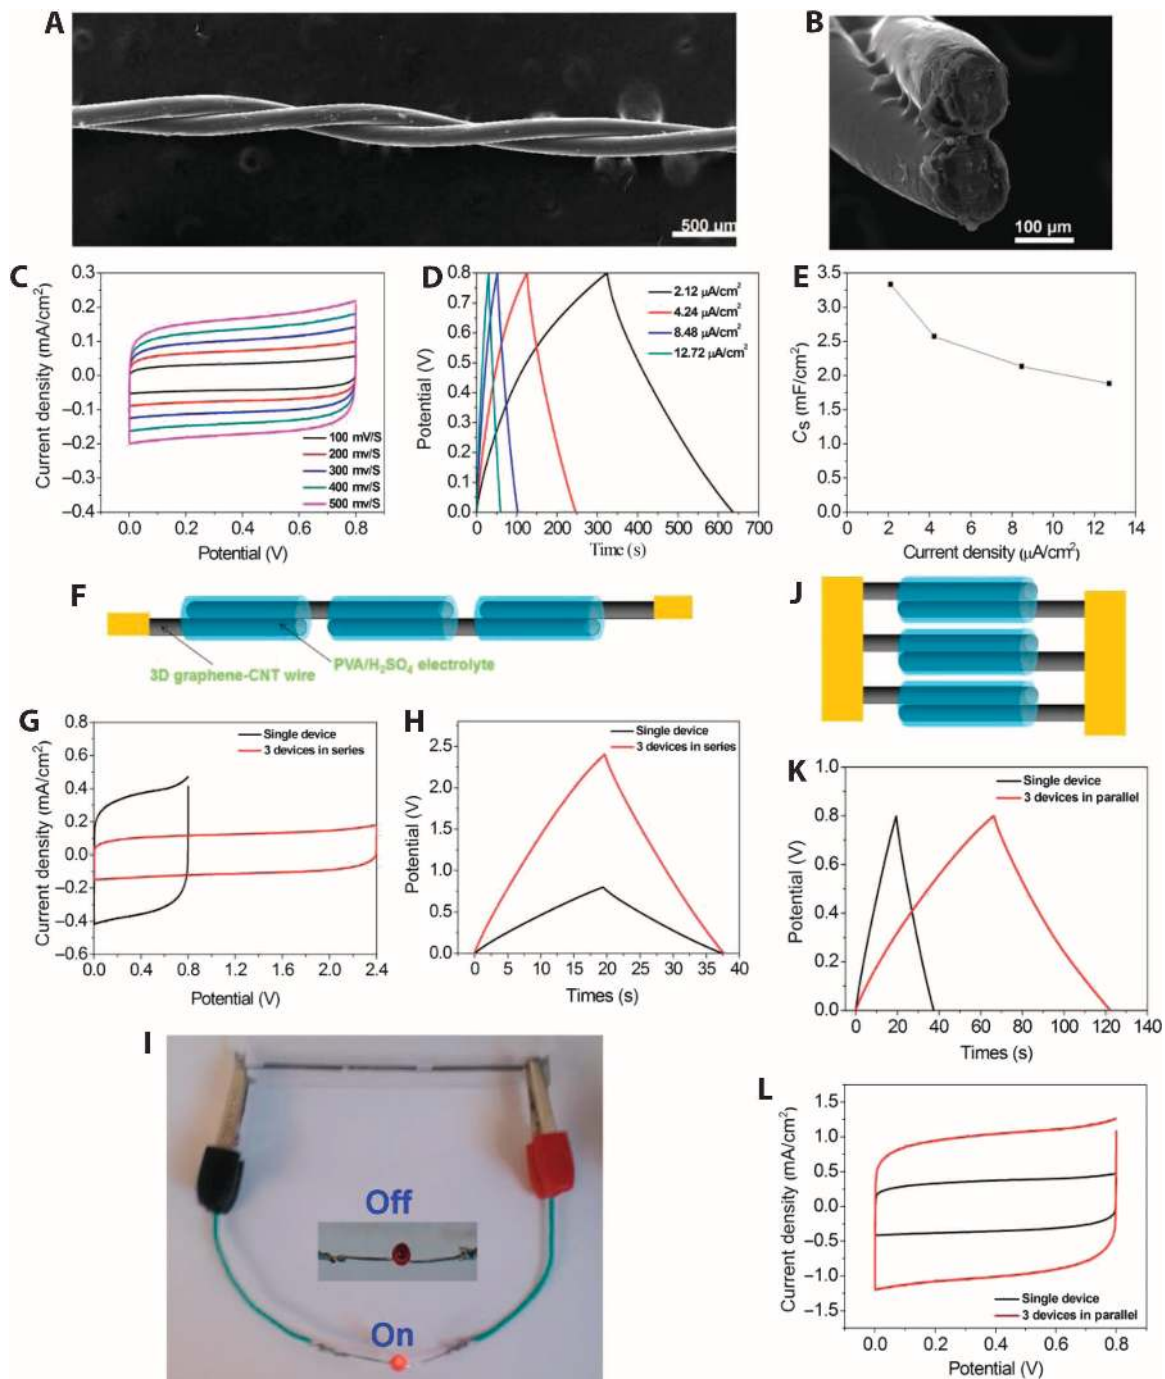 A
500 μm
B
100 μm
C
Current density (mA/cm²)
0.3
0.2
0.1
0.0
–0.1
–0.2
–0.3
–0.4
100 mV/S
200 mv/S
300 mv/S
400 mv/S
500 mv/S
0.0 0.2 0.4 0.6 0.8
Potential (V)
D
Potential (V)
0.8
0.7
0.6
0.5
0.4
0.3
0.2
0.1
0.0
2.12 μA/cm²
4.24 μA/cm²
8.48 μA/cm²
12.72 μA/cm²
0 100 200 300 400 500 600 700
Time (s)
E
Cs (mF/cm²)
3.5
3.0
2.5
2.0
1.5
1.0
0.5
0.0
0 2 4 6 8 10 12 14
Current density (μA/cm²)
F
3D graphene-CNT wire
PVA/H₂SO₄ electrolyte
J
G
Current density (mA/cm²)
0.8
0.6
0.4
0.2
0.0
–0.2
–0.4
–0.6
Single device
3 devices in series
0.0 0.4 0.8 1.2 1.6 2.0 2.4
Potential (V)
H
Potential (V)
2.5
2.0
1.5
1.0
0.5
0.0
Single device
3 devices in series
0 5 10 15 20 25 30 35 40
Times (s)
K
Potential (V)
1.0
0.8
0.6
0.4
0.2
0.0
Single device
3 devices in parallel
0 20 40 60 80 100 120 140
Times (s)
I
Off
On
L
Current density (mA/cm²)
1.5
1.0
0.5
0.0
–0.5
–1.0
–1.5
Single device
3 devices in parallel
0.0 0.2 0.4 0.6 0.8
Potential (V)